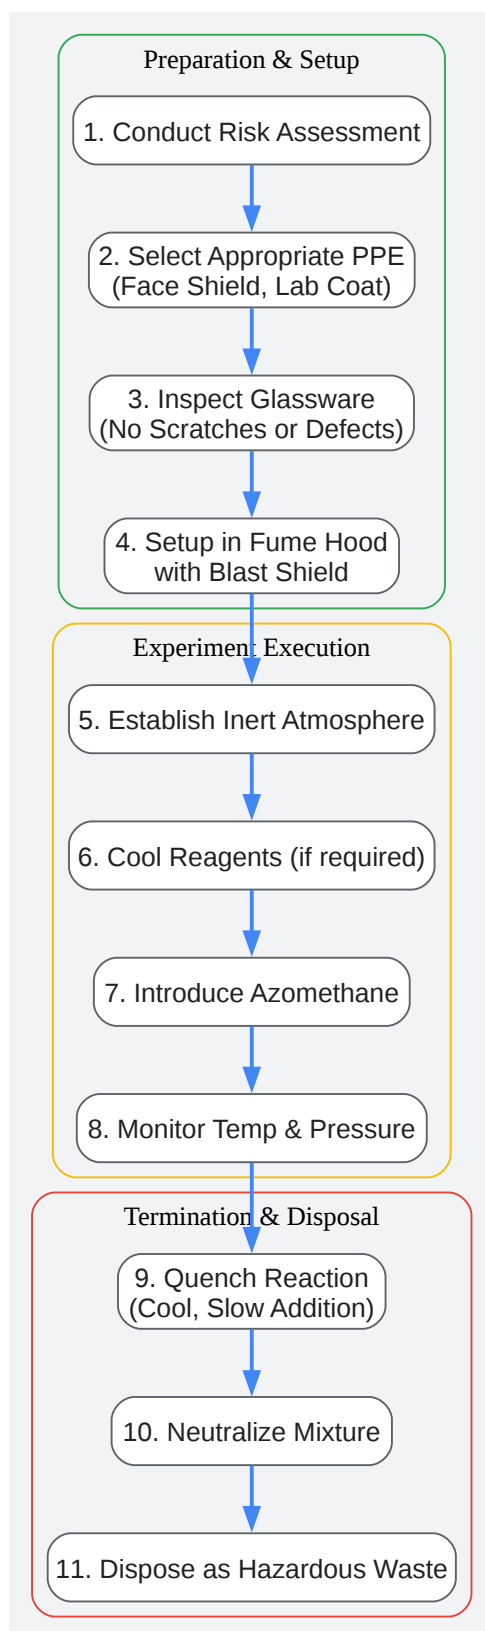 Preparation & Setup
1. Conduct Risk Assessment
2. Select Appropriate PPE
(Face Shield, Lab Coat)
3. Inspect Glassware
(No Scratches or Defects)
4. Setup in Fume Hood
with Blast Shield
Experiment Execution
5. Establish Inert Atmosphere
6. Cool Reagents (if required)
7. Introduce Azomethane
8. Monitor Temp & Pressure
Termination & Disposal
9. Quench Reaction
(Cool, Slow Addition)
10. Neutralize Mixture
11. Dispose as Hazardous Waste